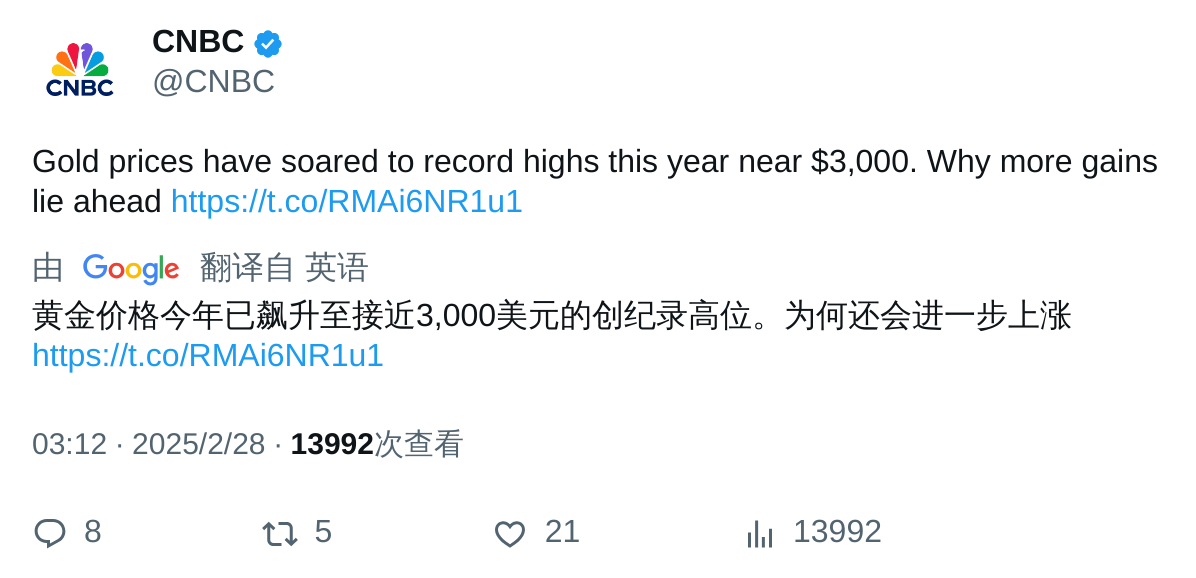 CNBC
CNBC
@CNBC
Gold prices have soared to record highs this year near $3,000. Why more gains
lie ahead https://t.co/RMAi6NR1u1
由 Google 翻译自 英语
黄金价格今年已飙升至接近3,000美元的创纪录高位。为何还会进一步上涨
https://t.co/RMAi6NR1u1
03:12 · 2025/2/28 · 13992次查看
8 5 21 13992